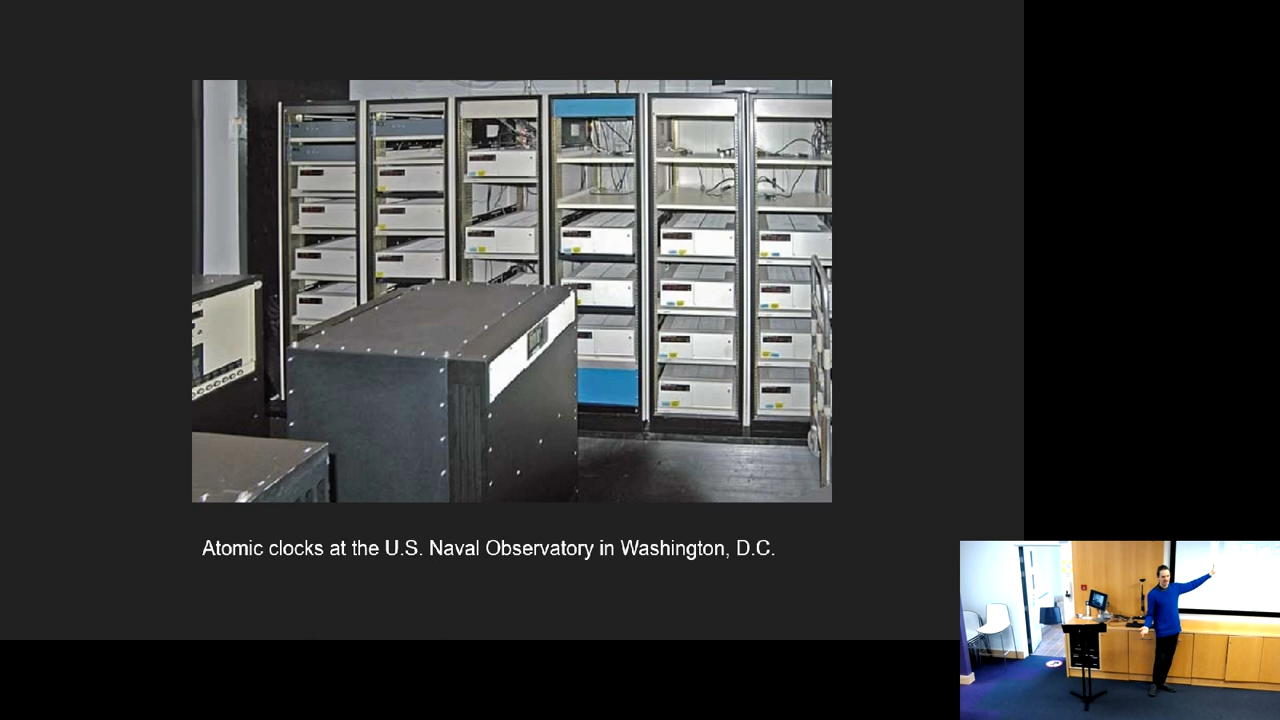 Atomic clocks at the U.S. Naval Observatory in Washington, D.C.